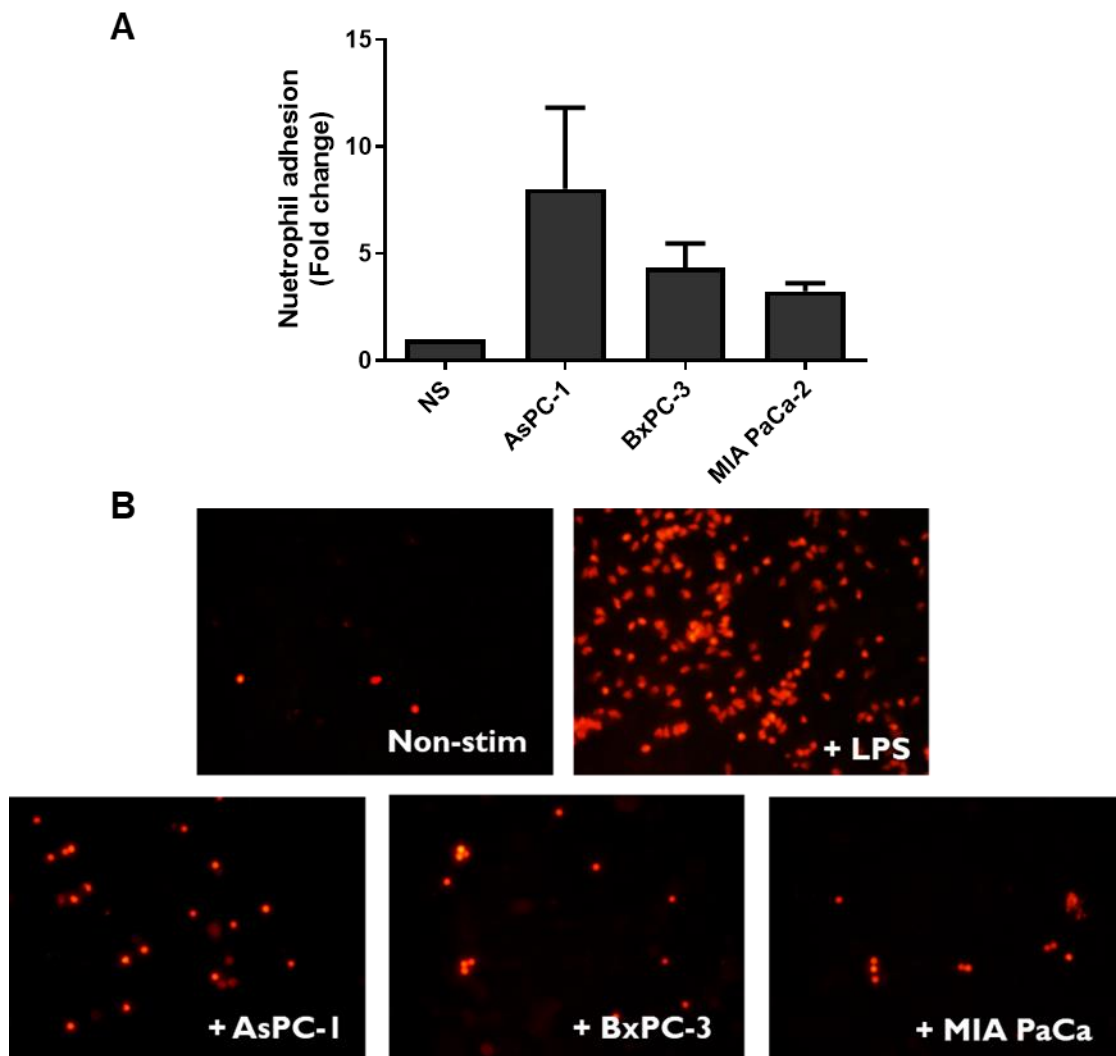 A
15
10
5
0
Nuetrophil adhesion
(Fold change)
NS
AsPC-1
BxPC-3
MIA PaCa-2
B
Non-stim
+ LPS
+ AsPC-1
+ BxPC-3
+ MIA PaCa